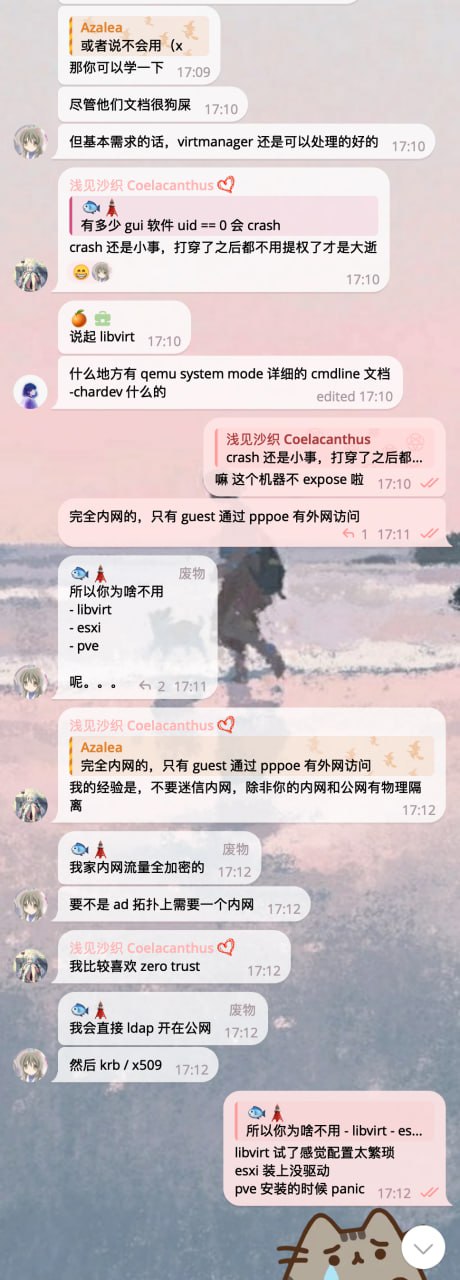 Azalea
或者说不会用（x
那你可以学一下 17:09
尽管他们文档很狗屎 17:10
但基本需求的话，virtmanager 还是可以处理的好的 17:10
浅见沙织 Coelacanthus
有多少 gui 软件 uid == 0 会 crash
crash 还是小事，打穿了之后都不用提权了才是大逝
17:10
说起 libvirt 17:10
什么地方有 qemu system mode 详细的 cmdline 文档
-chardev 什么的 edited 17:10
浅见沙织 Coelacanthus
crash 还是小事，打穿了之后都...
嘛 这个机器不 expose 啦 17:10
完全内网的，只有 guest 通过 pppoe 有外网访问
1 17:11
废物
所以你为啥不用
- libvirt
- esxi
- pve
呢。。。 2 17:11
浅见沙织 Coelacanthus
Azalea
完全内网的，只有 guest 通过 pppoe 有外网访问
我的经验是，不要迷信内网，除非你的内网和公网有物理隔
离 17:12
废物
我家内网流量全加密的 17:12
要不是 ad 拓扑上需要一个内网 17:12
浅见沙织 Coelacanthus
我比较喜欢 zero trust 17:12
废物
我会直接 ldap 开在公网 17:12
然后 krb / x509 17:12
所以你为啥不用 - libvirt - es...
libvirt 试了感觉配置太繁琐
esxi 装上没驱动
pve 安装的时候 panic 17:12